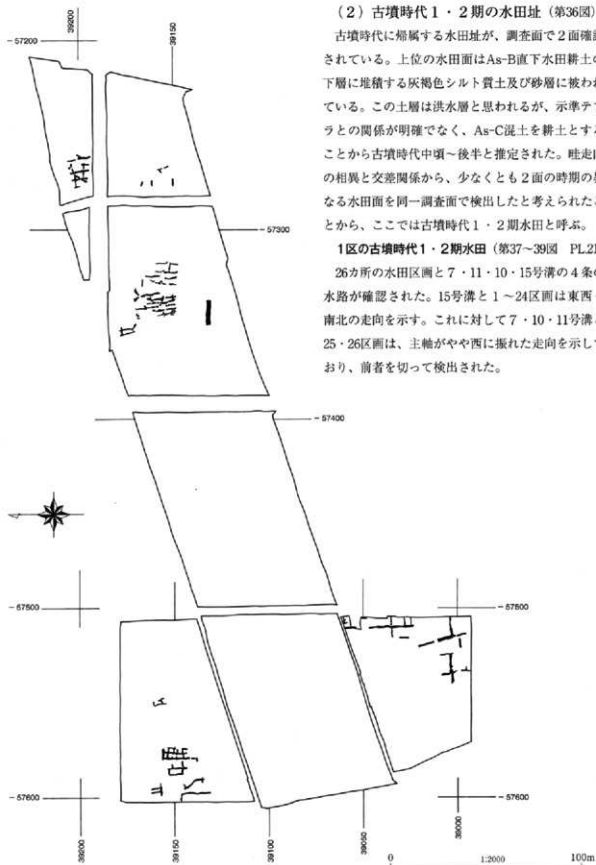 （2）古墳時代1・2期の水田址（第36図）
古墳時代に帰属する水田址が、調査面で2面確認
されている。上位の水田面はAs-B直下水田耕土の
下層に堆積する灰褐色シルト質土及び砂層に被われ
ている。この土層は洪水層と思われるが、示準テフ
ラとの関係が明確でなく、As-C混土を耕土とする
ことから古墳時代中頃～後半と推定された。畦走向
の相異と交差関係から、少なくとも2面の時期の異
なる水田面を同一調査面で検出したと考えられたこ
とから、ここでは古墳時代1・2期水田と呼ぶ。
1区の古墳時代1・2期水田（第37～39図　PL.21
26カ所の水田区画と7・11・10・15号溝の4条の
水路が確認された。15号溝と1～24区画は東西・
南北の走向を示す。これに対して7・10・11号溝と
25・26区画は、主軸がやや西に振れた走向を示して
おり、前者を切って検出された。
39200
39150
-57200
-57300
-57400
-57500
-57500
-57600
-57600
39200
39150
39100
39050
39000
0
1:2000
100m